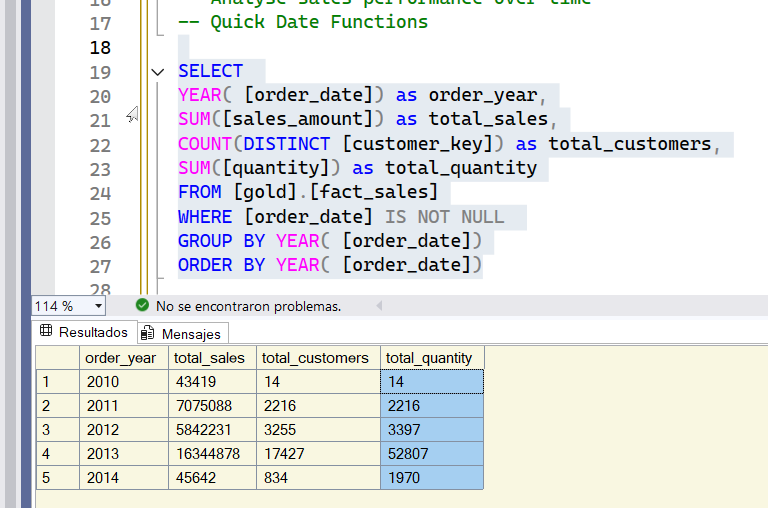 16 Analyse sales performance over time
17 -- Quick Date Functions
18
19 SELECT
20 YEAR( [order_date]) as order_year,
21 SUM([sales_amount]) as total_sales,
22 COUNT(DISTINCT [customer_key]) as total_customers,
23 SUM([quantity]) as total_quantity
24 FROM [gold].[fact_sales]
25 WHERE [order_date] IS NOT NULL
26 GROUP BY YEAR( [order_date])
27 ORDER BY YEAR( [order_date])
28
114 % No se encontraron problemas.
Resultados Mensajes
order_year total_sales total_customers total_quantity
1 2010 43419 14 14
2 2011 7075088 2216 2216
3 2012 5842231 3255 3397
4 2013 16344878 17427 52807
5 2014 45642 834 1970